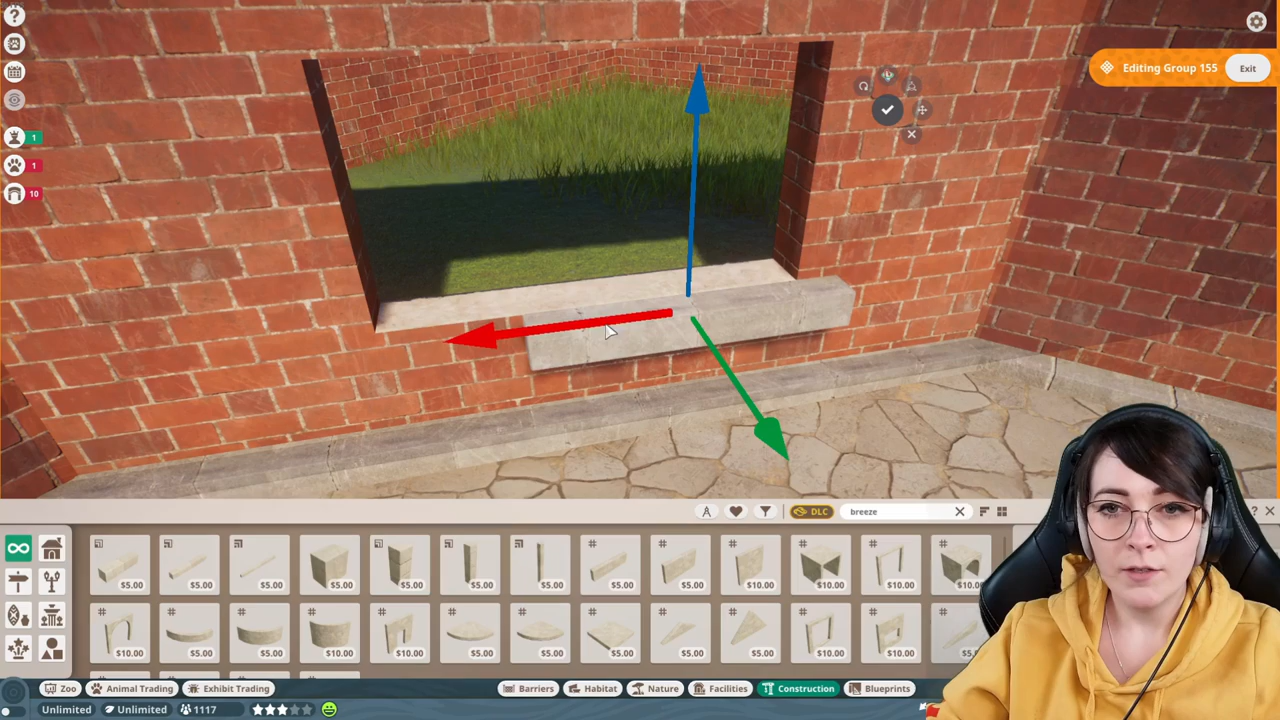 ?
Editing Group 155
Exit
1
1
10
DLC
breeze
?
$5.00
$5.00
$5.00
$5.00
$5.00
$5.00
$5.00
$5.00
$5.00
$10.00
$10.00
$10.00
$10.00
$10.00
$5.00
$5.00
$10.00
$10.00
$5.00
$5.00
$5.00
$5.00
$5.00
$10.00
$10.00
Zoo
Animal Trading
Exhibit Trading
Barriers
Habitat
Nature
Facilities
Construction
Blueprints
Unlimited
Unlimited
1117